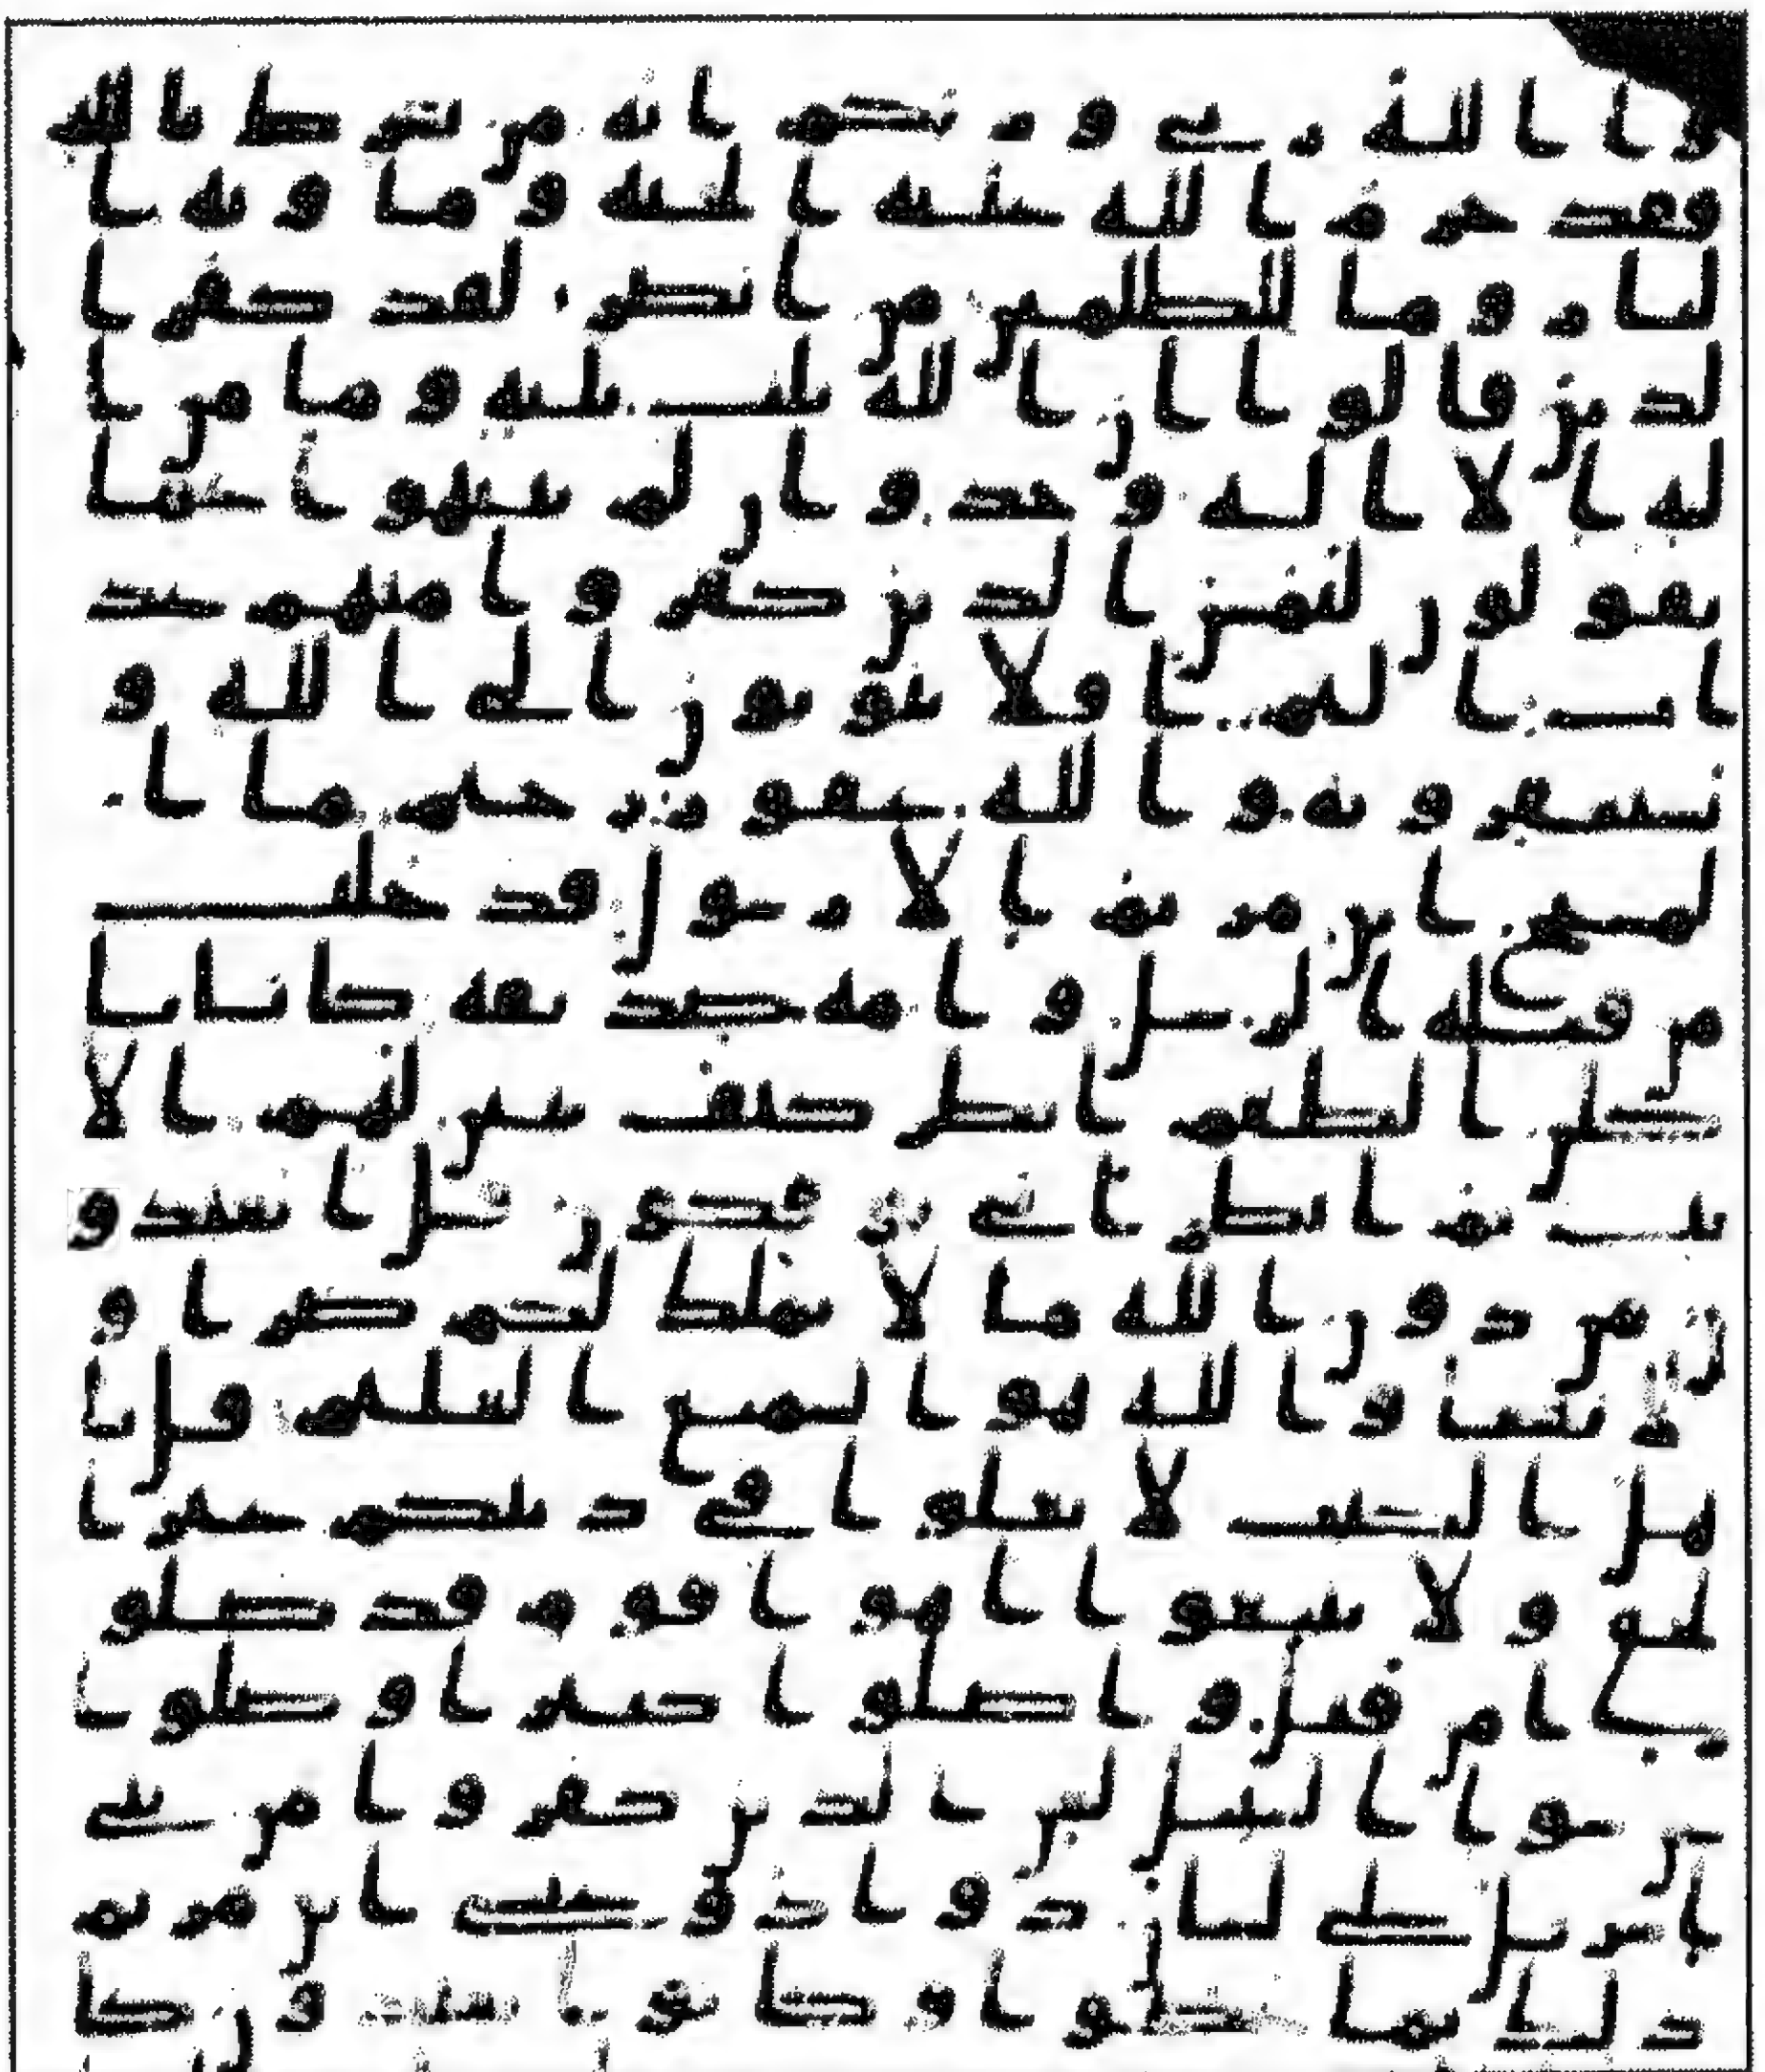 وا الله ربي وربكم انه من يشرك بالله
فقد حرم الله عليه الجنه وماويه ا
لنار وما للظلمين من انصر لقد كفر ا
لذين قالوا ان الله ثلث ثلثه وما من ا
له الا اله وحد وان لم ينتهوا عما
يقولون ليمسن الذين كفروا منهم عذ
اب اليم افلا يتوبون الى الله و
يستغفرونه والله غفور رحيم ما ا
لمسيح ابن مريم الا رسول قد خلت
من قبله الرسل وامه صديقه كانا يا
كلن الطعم انظر كيف نبين لهم الا
يت ثم انظر انى يوفكون قل اتعبدو
ن من دون الله ما لا يملك لكم ضرا و
لا نفعا والله هو السميع العليم قل يا
هل الكتب لا تغلوا في دينكم غير ا
لحق ولا تتبعوا اهوا قوم قد ضلو
ا من قبل واضلوا كثيرا وضلوا
عن سوا السبيل لعن الذين كفروا من بني
اسريل على لسان داود وعيسى ابن مريم
ذلك بما عصوا وكانوا يعتدون كا